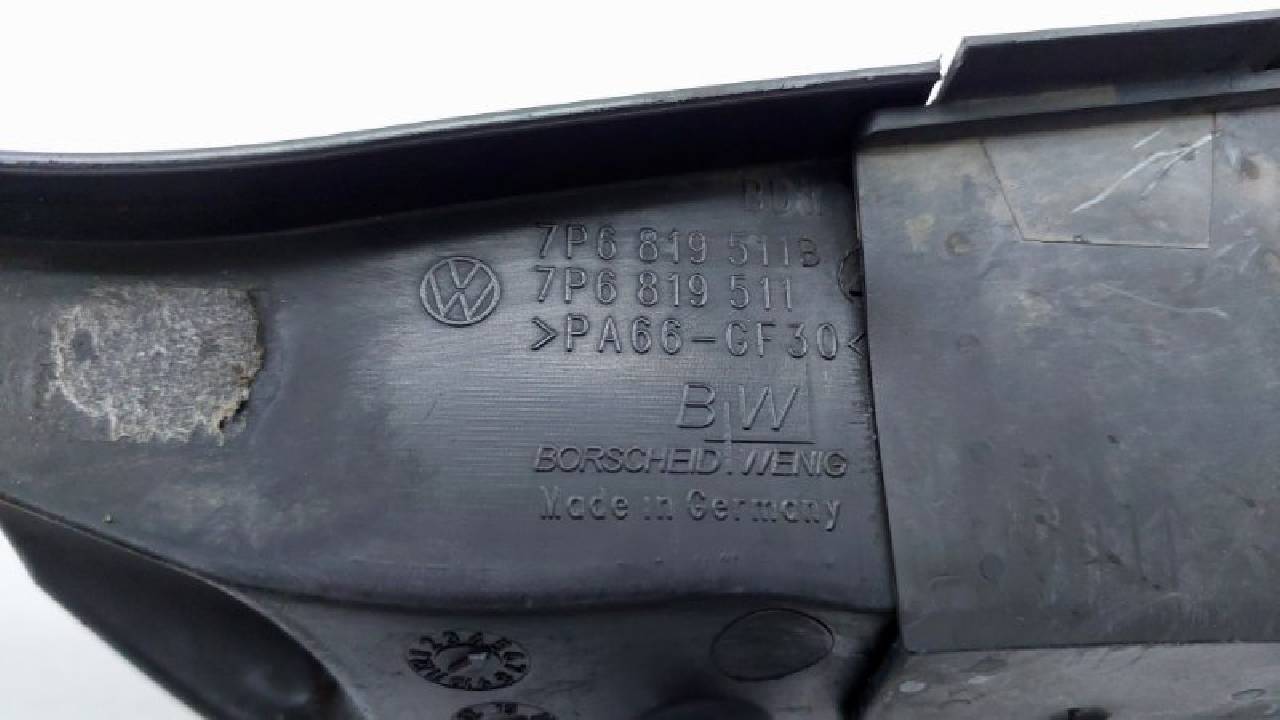 7P6 819 511B
7P6 819 511
>PA66-GF30<
BW
BORSCHEID.WENIG
Made in Germany